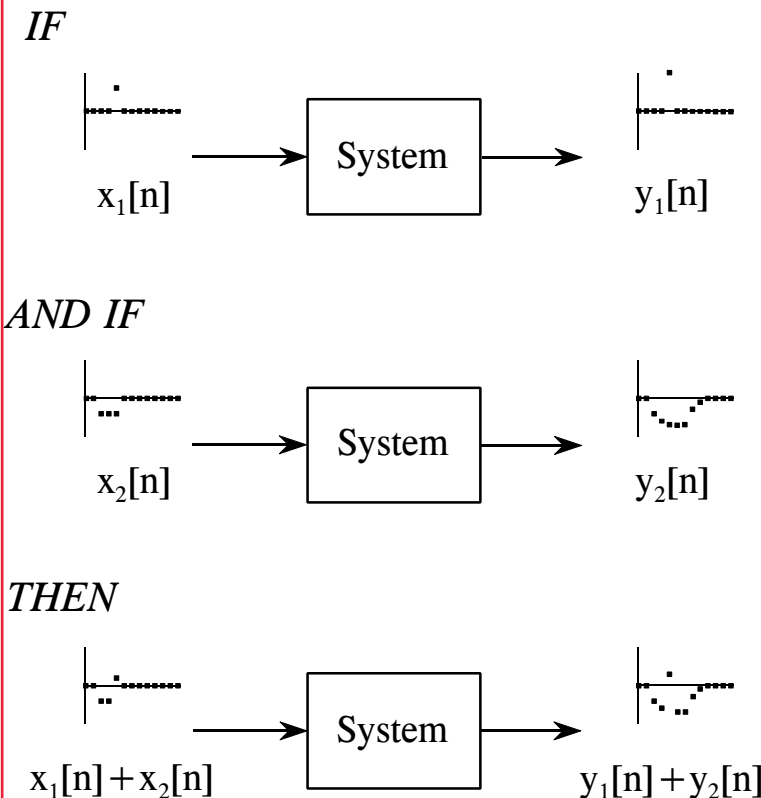 IF
System
x₁[n]
y₁[n]
AND IF
System
x₂[n]
y₂[n]
THEN
System
x₁[n]+x₂[n]
y₁[n]+y₂[n]